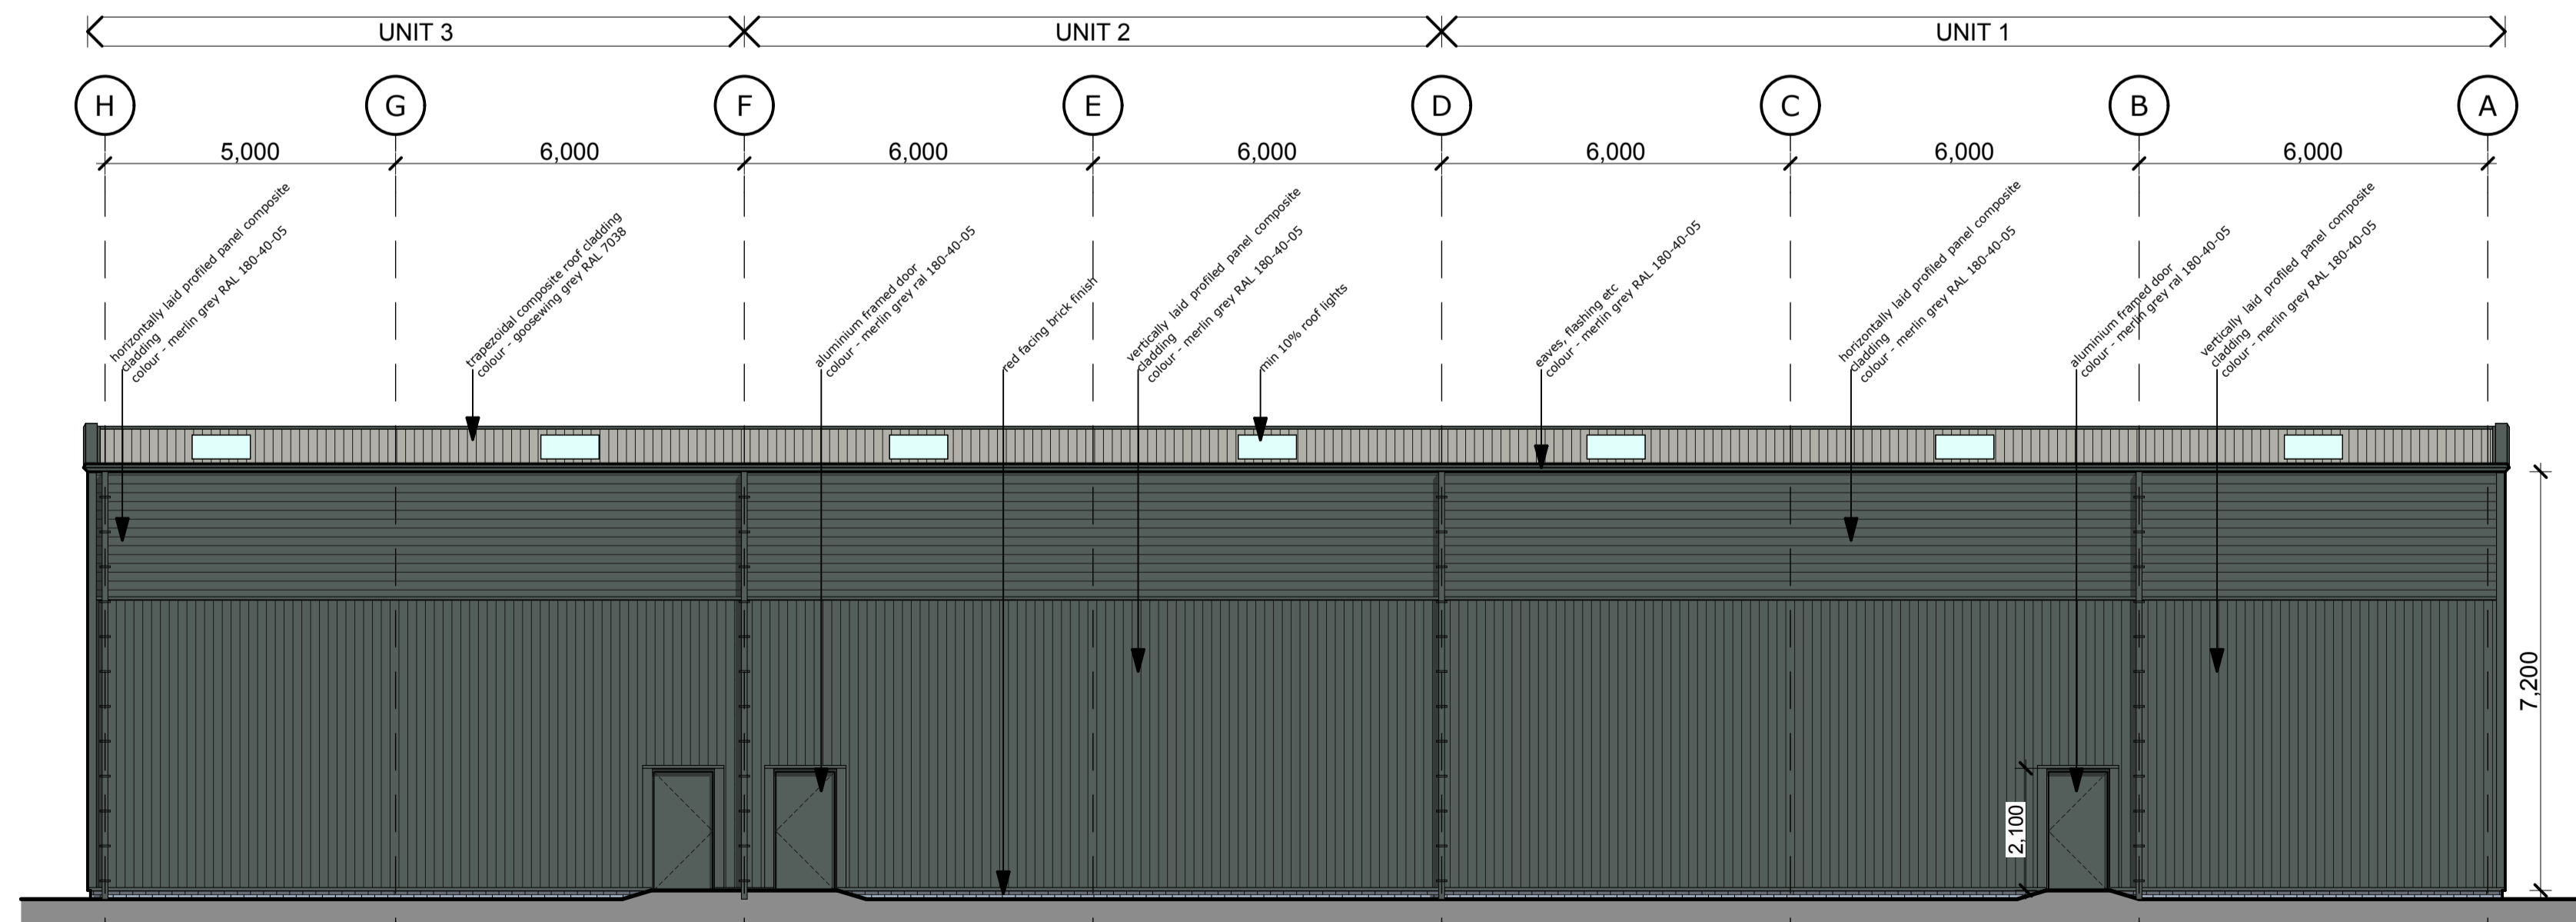 UNIT 3
UNIT 2
UNIT 1
H
G
F
E
D
C
B
A
5,000
6,000
6,000
6,000
6,000
6,000
6,000
horizontally laid profiled panel composite
cladding
colour - merlin grey RAL 180-40-05
trapezoidal composite roof cladding
colour - goosewing grey RAL 7038
aluminium framed door
colour - merlin grey ral 180-40-05
red facing brick finish
vertically laid profiled panel composite
cladding
colour - merlin grey RAL 180-40-05
min 10% roof lights
eaves, flashing etc
colour - merlin grey RAL 180-40-05
horizontally laid profiled panel composite
cladding
colour - merlin grey RAL 180-40-05
aluminium framed door
colour - merlin grey ral 180-40-05
vertically laid profiled panel composite
cladding
colour - merlin grey RAL 180-40-05
7,200
2,100